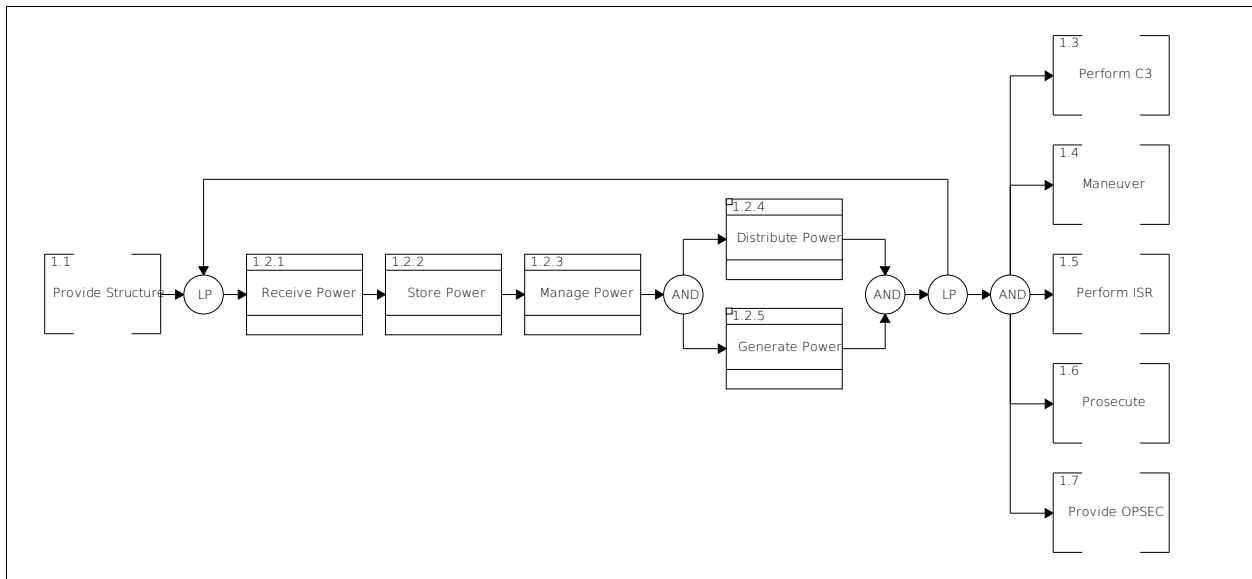 1.3
Perform C3
1.4
Maneuver
1.2.4
Distribute Power
1.1
Provide Structure
LP
1.2.1
Receive Power
1.2.2
Store Power
1.2.3
Manage Power
AND
AND
LP
AND
1.5
Perform ISR
1.2.5
Generate Power
1.6
Prosecute
1.7
Provide OPSEC